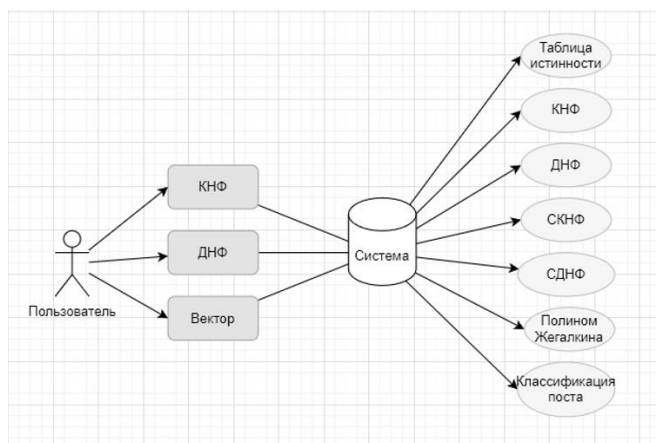 Таблица
истинности
КНФ
КНФ
ДНФ
СКНФ
ДНФ
Система
СДНФ
Пользователь
Вектор
Полином
Жегалкина
Классификация
поста